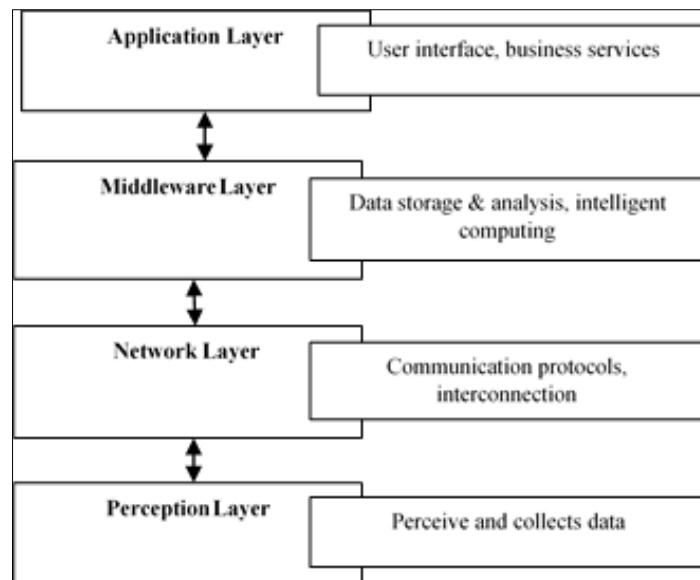 Application Layer
User interface, business services
Middleware Layer
Data storage & analysis, intelligent
computing
Network Layer
Communication protocols,
interconnection
Perception Layer
Perceive and collects data